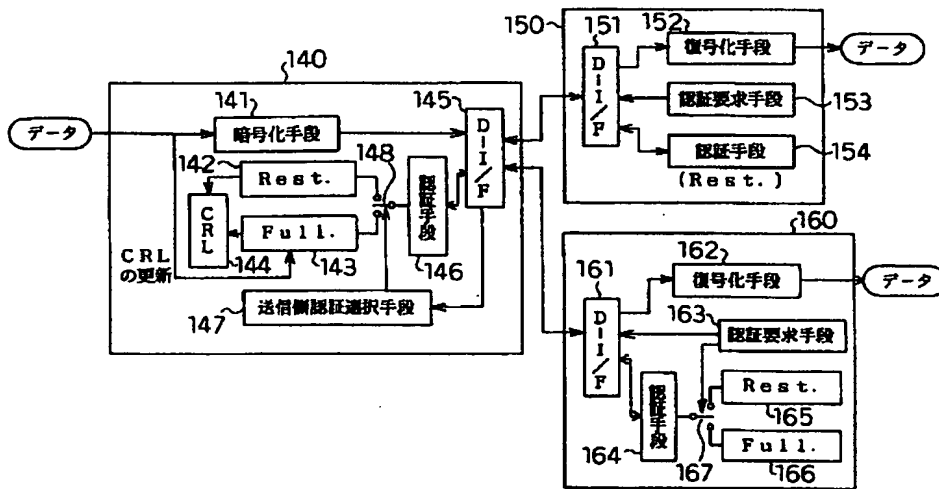 140
データ
141
暗号化手段
142
Rest.
CRL
144
Full.
143
CRL
の更新
147
送信側認証選択手段
148
認証手段
146
145
D-I/F
150
151
D-I/F
152
復号化手段
データ
認証要求手段
153
認証手段
154
(Rest.)
160
161
D-I/F
162
復号化手段
データ
163
認証要求手段
認証手段
164
167
Rest.
165
Full.
166